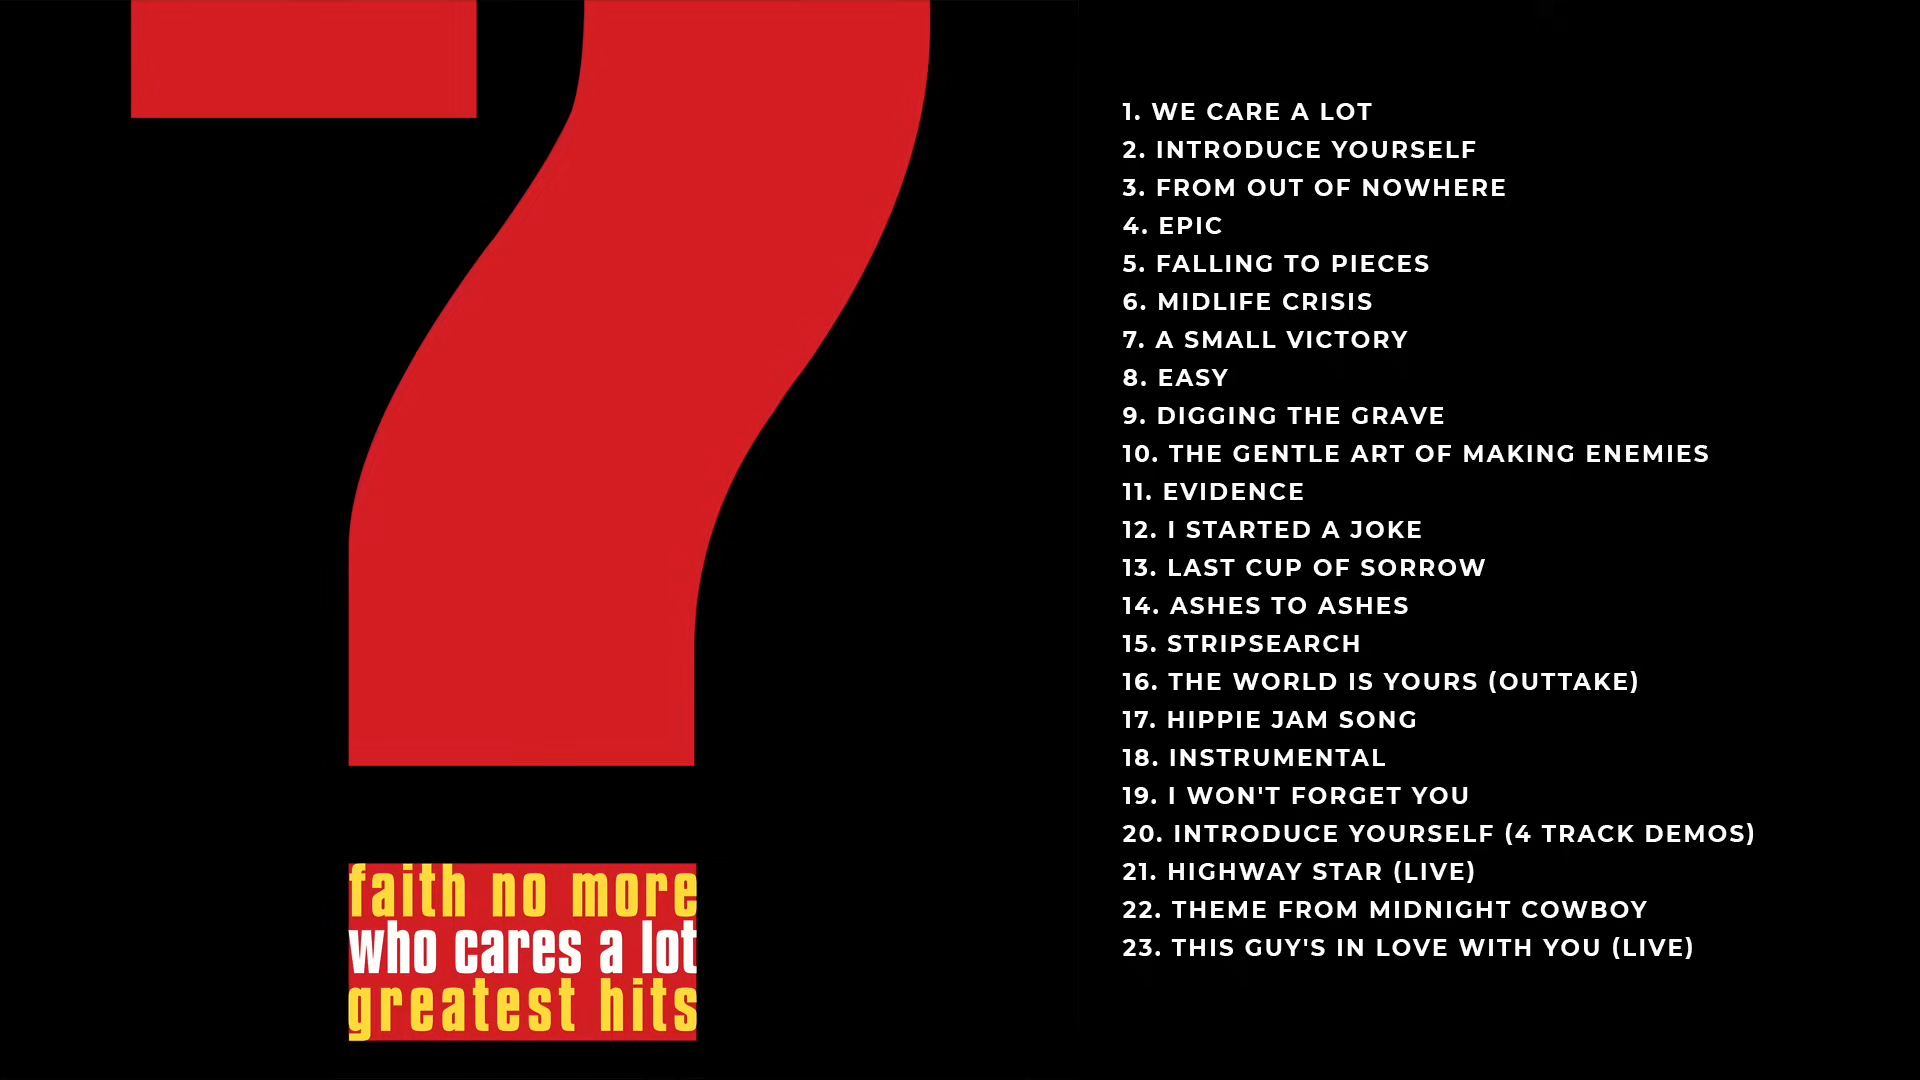 1. WE CARE A LOT
2. INTRODUCE YOURSELF
3. FROM OUT OF NOWHERE
4. EPIC
5. FALLING TO PIECES
6. MIDLIFE CRISIS
7. A SMALL VICTORY
8. EASY
9. DIGGING THE GRAVE
10. THE GENTLE ART OF MAKING ENEMIES
11. EVIDENCE
12. I STARTED A JOKE
13. LAST CUP OF SORROW
14. ASHES TO ASHES
15. STRIPSEARCH
16. THE WORLD IS YOURS (OUTTAKE)
17. HIPPIE JAM SONG
18. INSTRUMENTAL
19. I WON'T FORGET YOU
20. INTRODUCE YOURSELF (4 TRACK DEMOS)
21. HIGHWAY STAR (LIVE)
22. THEME FROM MIDNIGHT COWBOY
23. THIS GUY'S IN LOVE WITH YOU (LIVE)
faith no more
who cares a lot
greatest hits